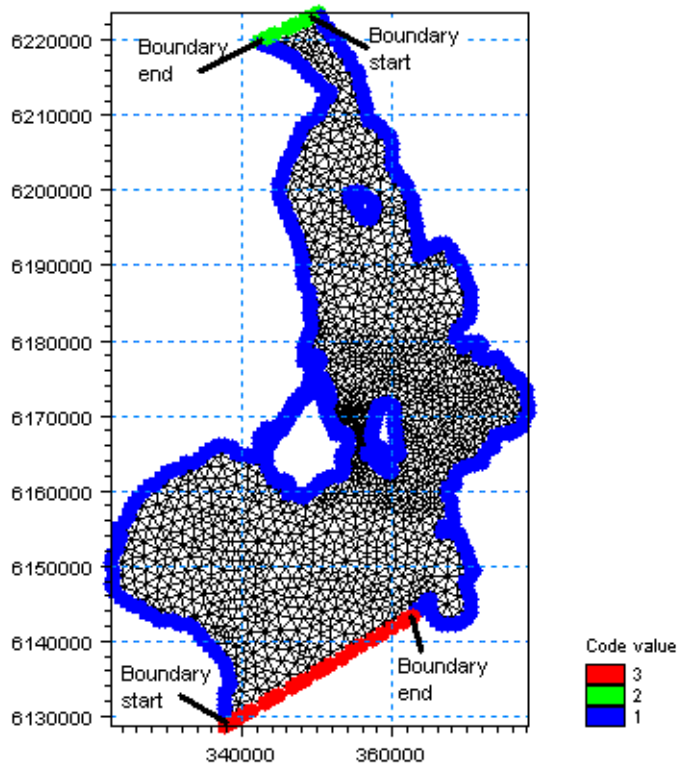 6220000
6210000
6200000
6190000
6180000
6170000
6160000
6150000
6140000
6130000
340000
360000
Boundary
end
Boundary
start
Boundary
start
Boundary
end
Code value
3
2
1